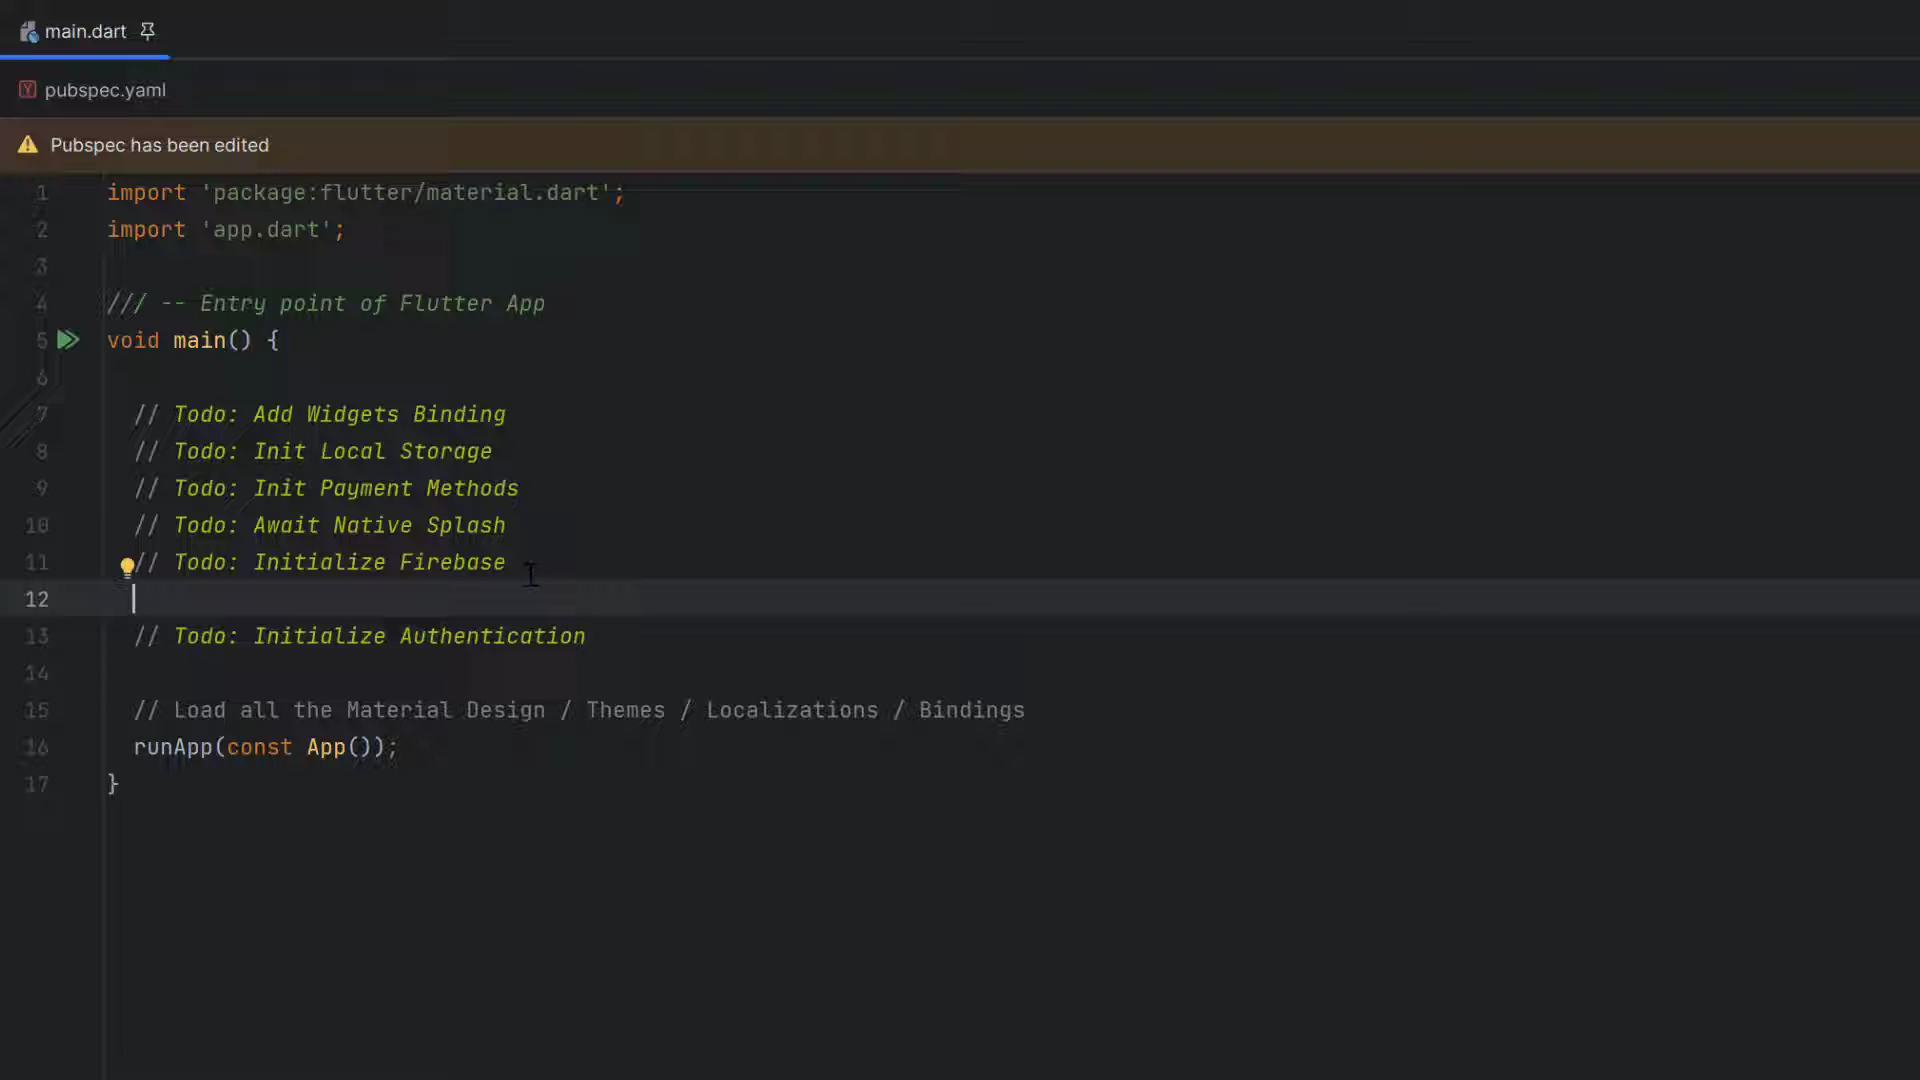 main.dart
pubspec.yaml
Pubspec has been edited
1 import 'package:flutter/material.dart';
2 import 'app.dart';
3
4 /// -- Entry point of Flutter App
5 void main() {
6
7 // Todo: Add Widgets Binding
8 // Todo: Init Local Storage
9 // Todo: Init Payment Methods
10 // Todo: Await Native Splash
11 // Todo: Initialize Firebase
12
13 // Todo: Initialize Authentication
14
15 // Load all the Material Design / Themes / Localizations / Bindings
16 runApp(const App());
17 }